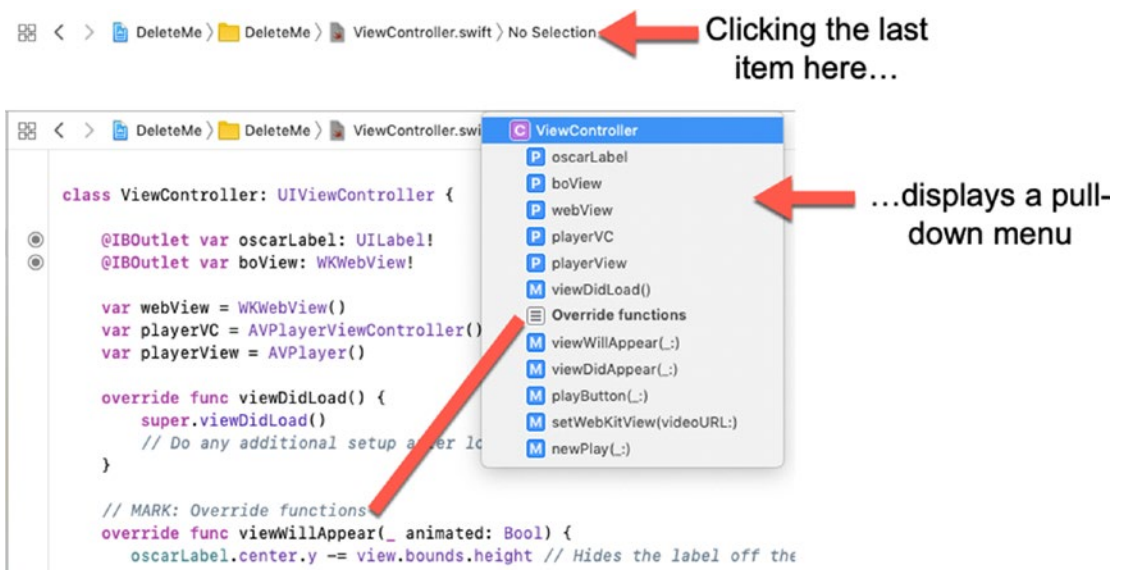 DeleteMe 〉 DeleteMe 〉 ViewController.swift 〉 No Selection
Clicking the last
item here…
DeleteMe 〉 DeleteMe 〉 ViewController.swi
C ViewController
P oscarLabel
P boView
P webView
P playerVC
P playerView
M viewDidLoad()
Override functions
M viewWillAppear(_:)
M viewDidAppear(_:)
M playButton(_:)
M setWebKitView(videoURL:)
M newPlay(_:)
…displays a pull-
down menu
class ViewController: UIViewController {
@IBOutlet var oscarLabel: UILabel!
@IBOutlet var boView: WKWebView!
var webView = WKWebView()
var playerVC = AVPlayerViewController()
var playerView = AVPlayer()
override func viewDidLoad() {
super.viewDidLoad()
// Do any additional setup after lo
}
// MARK: Override functions
override func viewWillAppear(_ animated: Bool) {
oscarLabel.center.y -= view.bounds.height // Hides the label off the